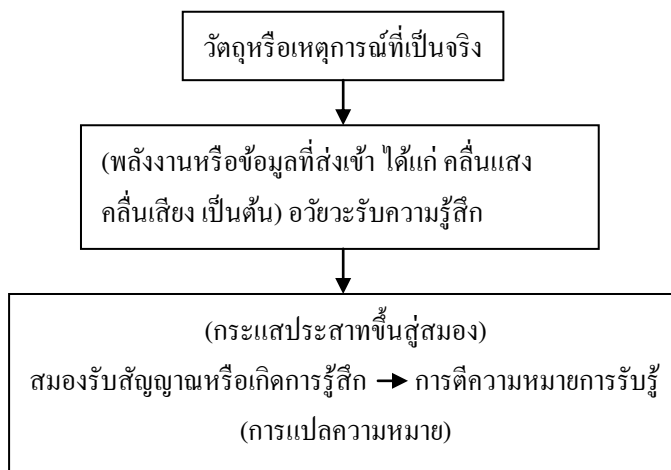 วัตถุหรือเหตุการณ์ที่เป็นจริง
(พลังงานหรือข้อมูลที่ส่งเข้า ได้แก่ คลื่นแสง
คลื่นเสียง เป็นต้น) อวัยวะรับความรู้สึก
(กระแสประสาทขึ้นสู่สมอง)
สมองรับสัญญาณหรือเกิดการรู้สึก → การตีความหมายการรับรู้
(การแปลความหมาย)